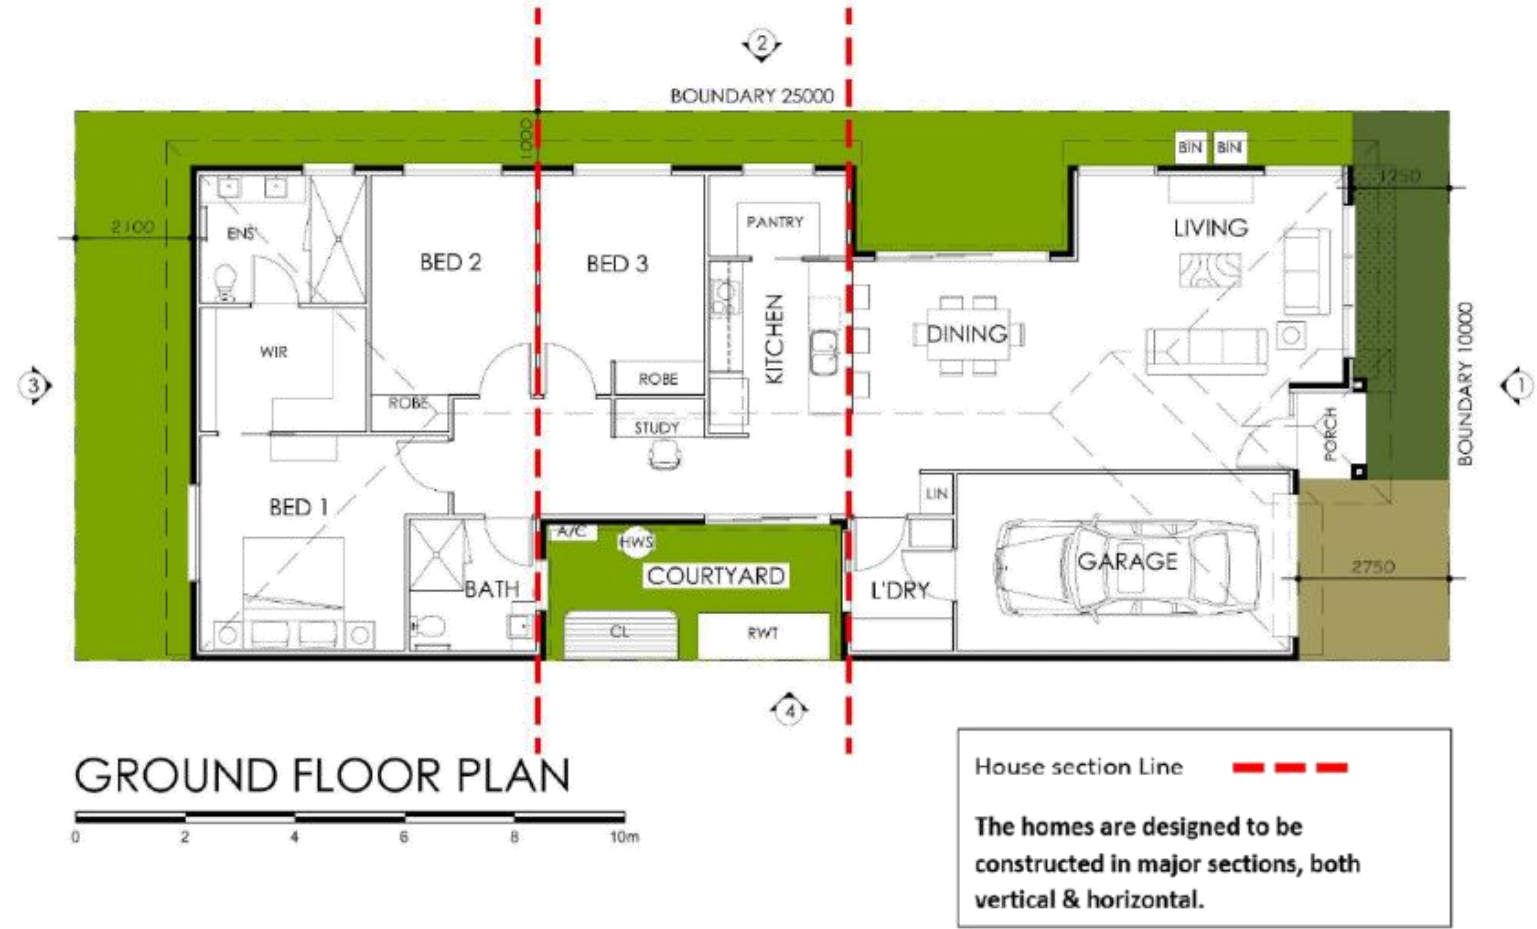 2
BOUNDARY 25000
1000
BIN BIN
1250
2100
ENS'
BED 2
BED 3
PANTRY
LIVING
WIR
KITCHEN
DINING
3
ROBE
ROBE
1
BOUNDARY 10000
STUDY
PORCH
BED 1
LIN
A/C
HWS
COURTYARD
BATH
L'DRY
GARAGE
2750
CL
RWT
4
GROUND FLOOR PLAN
0 2 4 6 8 10m
House section Line
The homes are designed to be
constructed in major sections, both
vertical & horizontal.